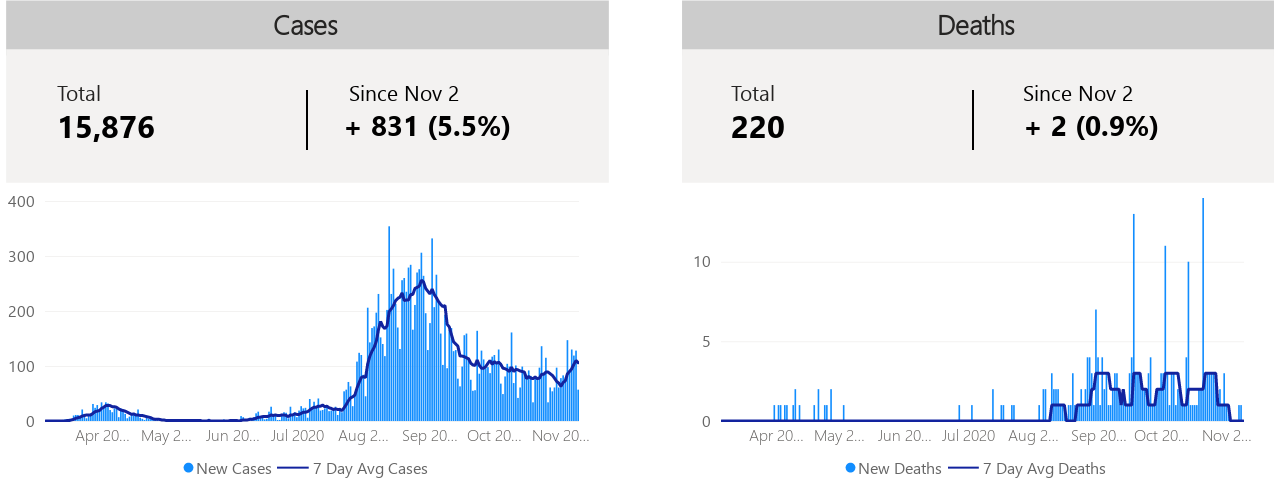 Cases
Total
Since Nov 2
15,876
+ 831 (5.5%)
400
300
200
100
0
Apr 20... May 2... Jun 20... Jul 2020 Aug 2... Sep 20... Oct 20... Nov 20...
New Cases 7 Day Avg Cases
Deaths
Total
Since Nov 2
220
+ 2 (0.9%)
10
5
0
Apr 20... May 2... Jun 20... Jul 2020 Aug 2... Sep 20... Oct 20... Nov 2...
New Deaths 7 Day Avg Deaths